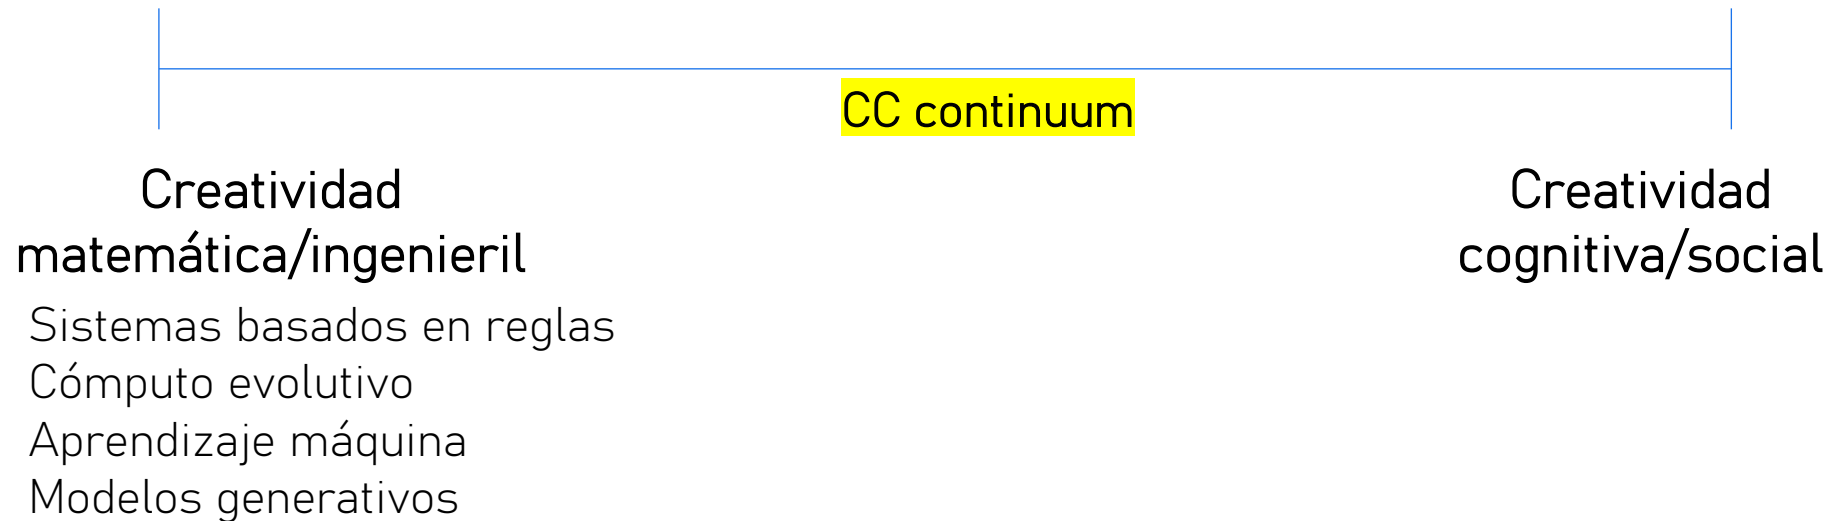 CC continuum
Creatividad
matemática/ingenieril
Sistemas basados en reglas
Cómputo evolutivo
Aprendizaje máquina
Modelos generativos
Creatividad
cognitiva/social